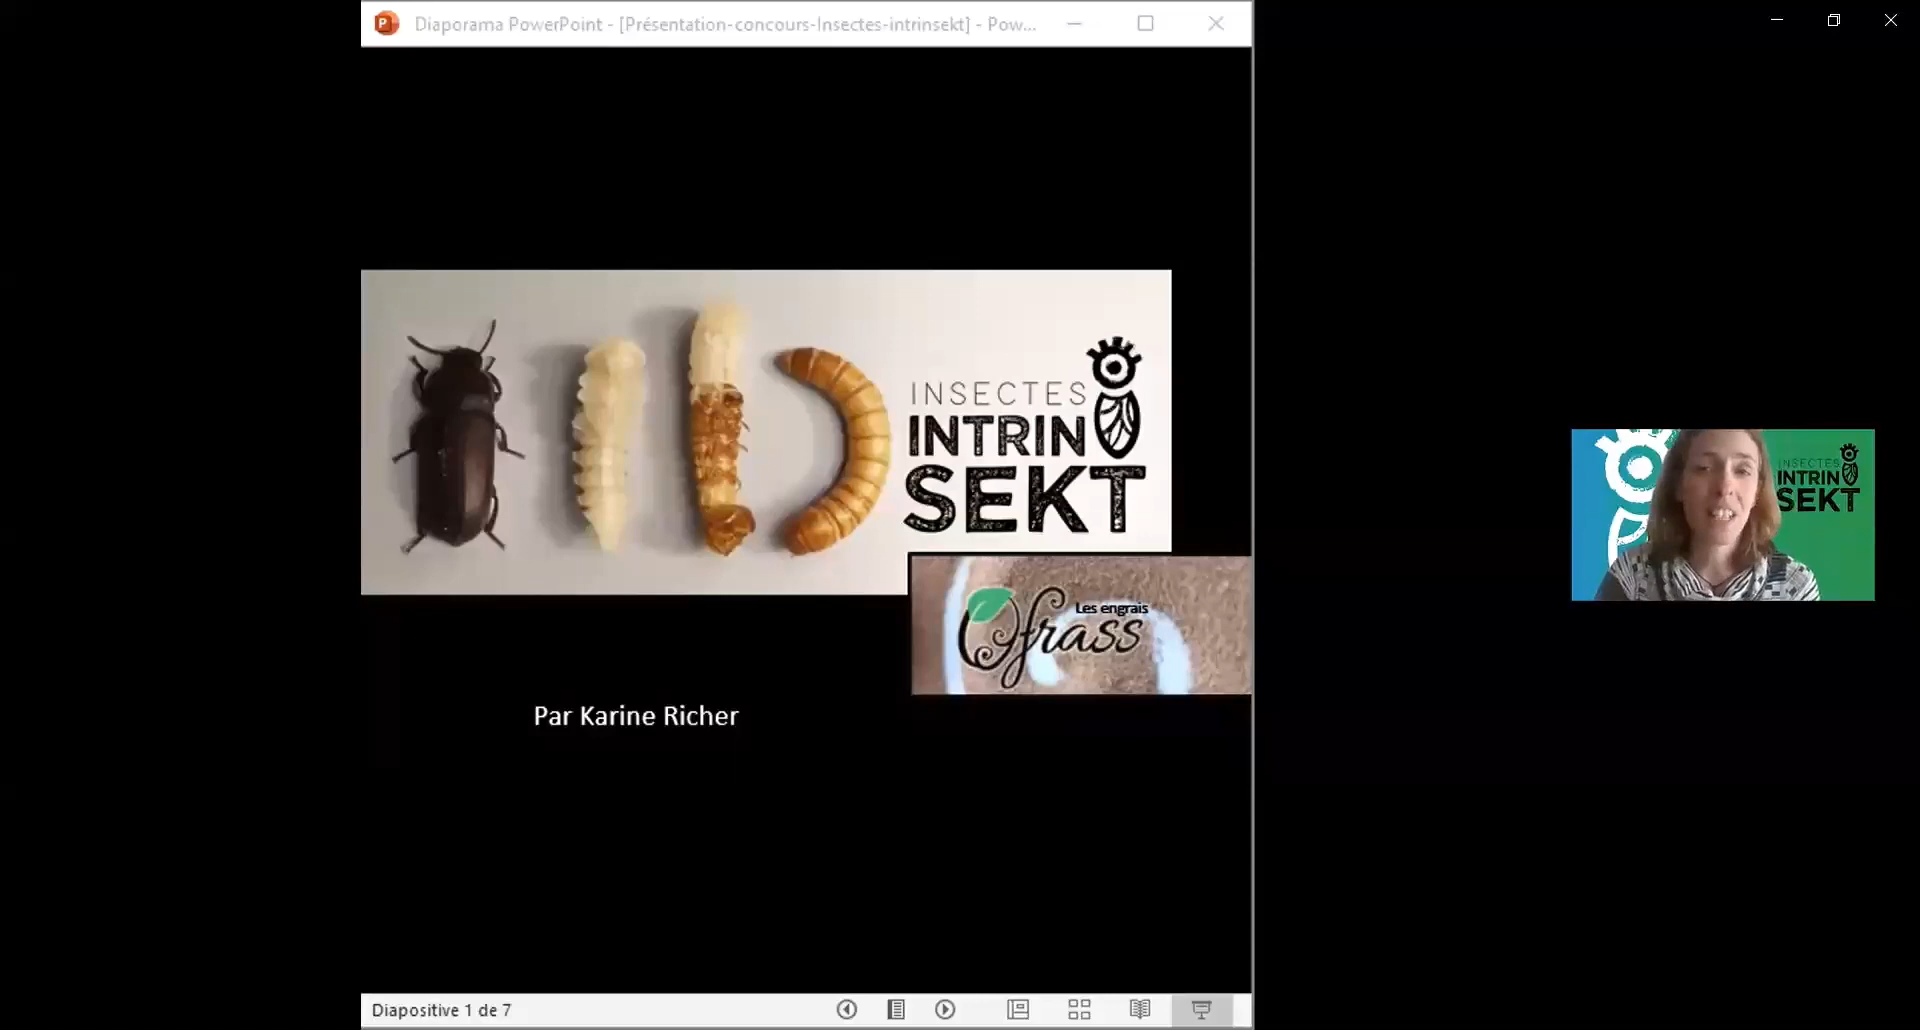 Diaporama PowerPoint - [Présentation-concours-Insectes-intrinsekt] - Pow...
INSECTES
INTRIN
SEKT
Les engrais
frass
Par Karine Richer
INSECTES
INTRIN
SEKT
Diapositive 1 de 7